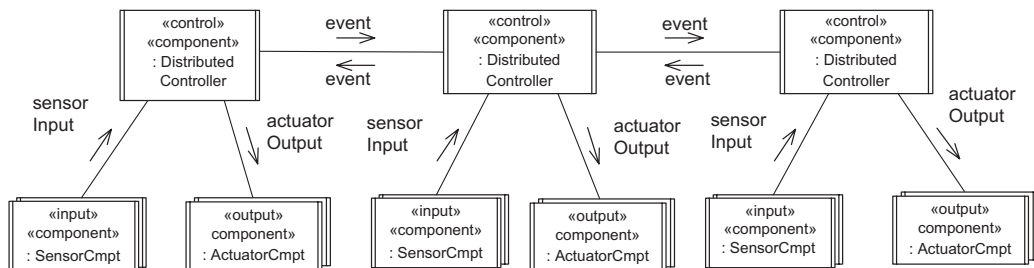 «control»
«component»
: Distributed
Controller
event
event
«control»
«component»
: Distributed
Controller
event
event
«control»
«component»
: Distributed
Controller
sensor
Input
actuator
Output
sensor
Input
actuator
Output
sensor
Input
actuator
Output
«input»
«component»
: SensorCmpt
«output»
component»
: ActuatorCmpt
«input»
«component»
: SensorCmpt
«output»
component»
: ActuatorCmpt
«input»
«component»
: SensorCmpt
«output»
component»
: ActuatorCmpt